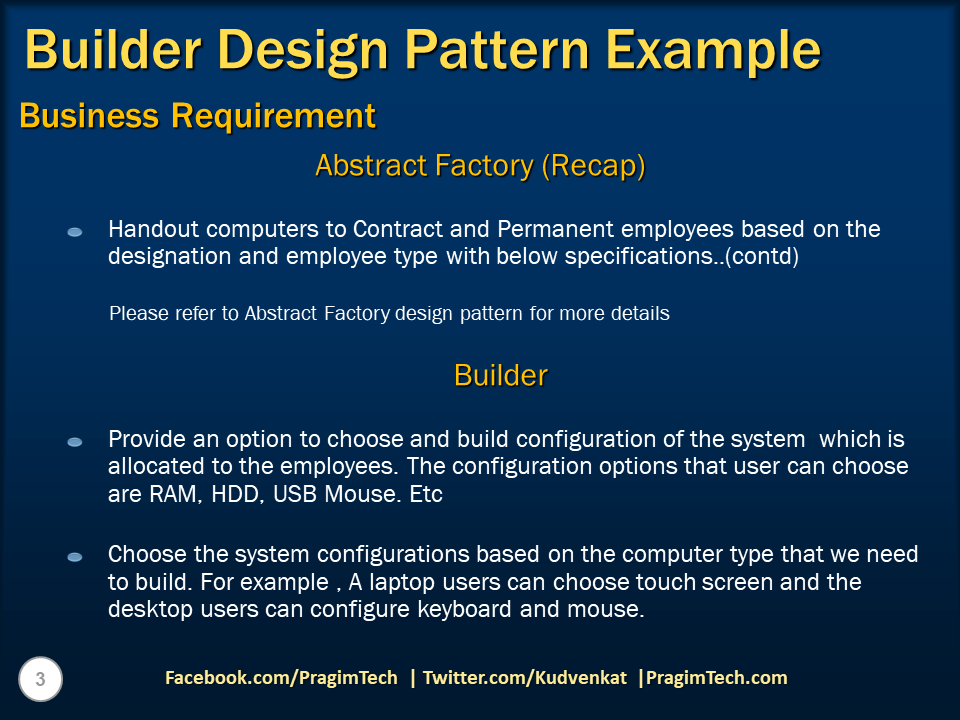 Builder Design Pattern Example
Business Requirement
Abstract Factory (Recap)
Handout computers to Contract and Permanent employees based on the
designation and employee type with below specifications..(contd)
Please refer to Abstract Factory design pattern for more details
Builder
Provide an option to choose and build configuration of the system  which is
allocated to the employees. The configuration options that user can choose
are RAM, HDD, USB Mouse. Etc
Choose the system configurations based on the computer type that we need
to build. For example , A laptop users can choose touch screen and the
desktop users can configure keyboard and mouse.
3
Facebook.com/PragimTech | Twitter.com/Kudvenkat |PragimTech.com